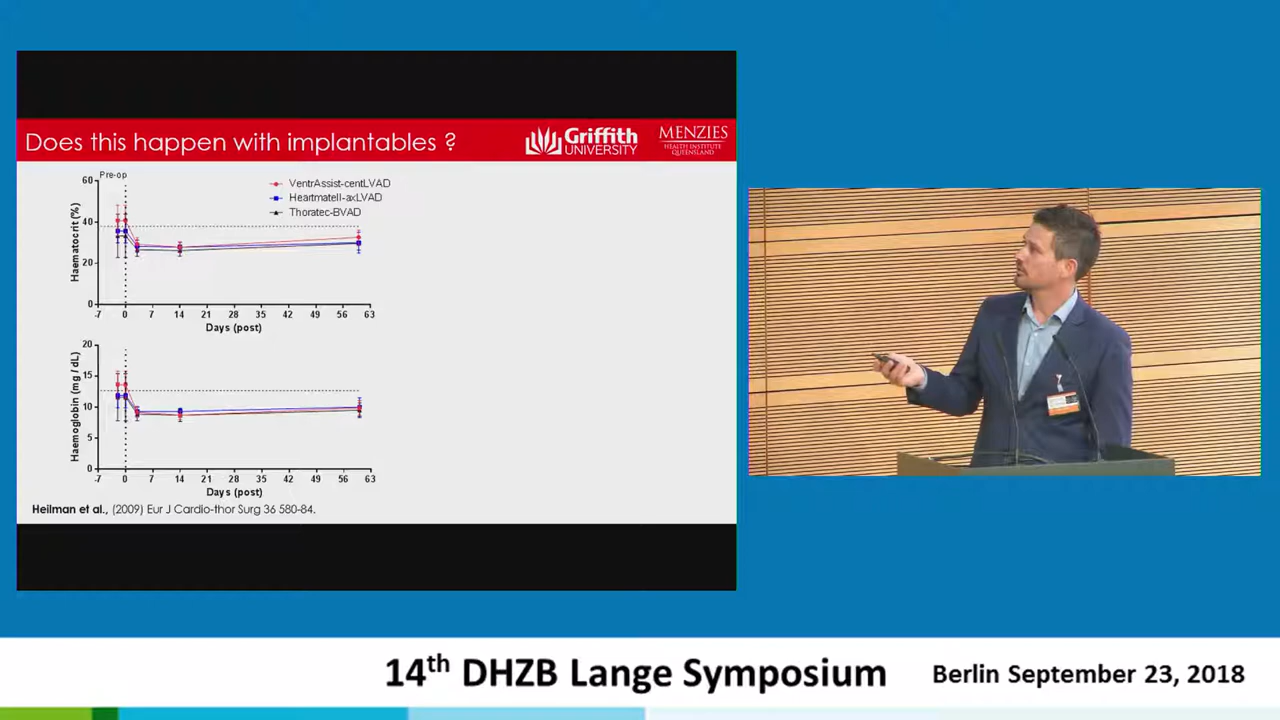 Does this happen with implantables ?
Griffith
UNIVERSITY
MENZIES
HEALTH INSTITUTE
QUEENSLAND
Pre-op
60
40
20
0
Haematocrit (%)
VentrAssist-centLVAD
HeartmateII-axLVAD
Thoratec-BVAD
-7 0 7 14 21 28 35 42 49 56 63
Days (post)
20
15
10
5
0
Haemoglobin (mg / dL)
-7 0 7 14 21 28 35 42 49 56 63
Days (post)
Heilman et al., (2009) Eur J Cardio-thor Surg 36 580-84.
14th DHZB Lange Symposium
Berlin September 23, 2018